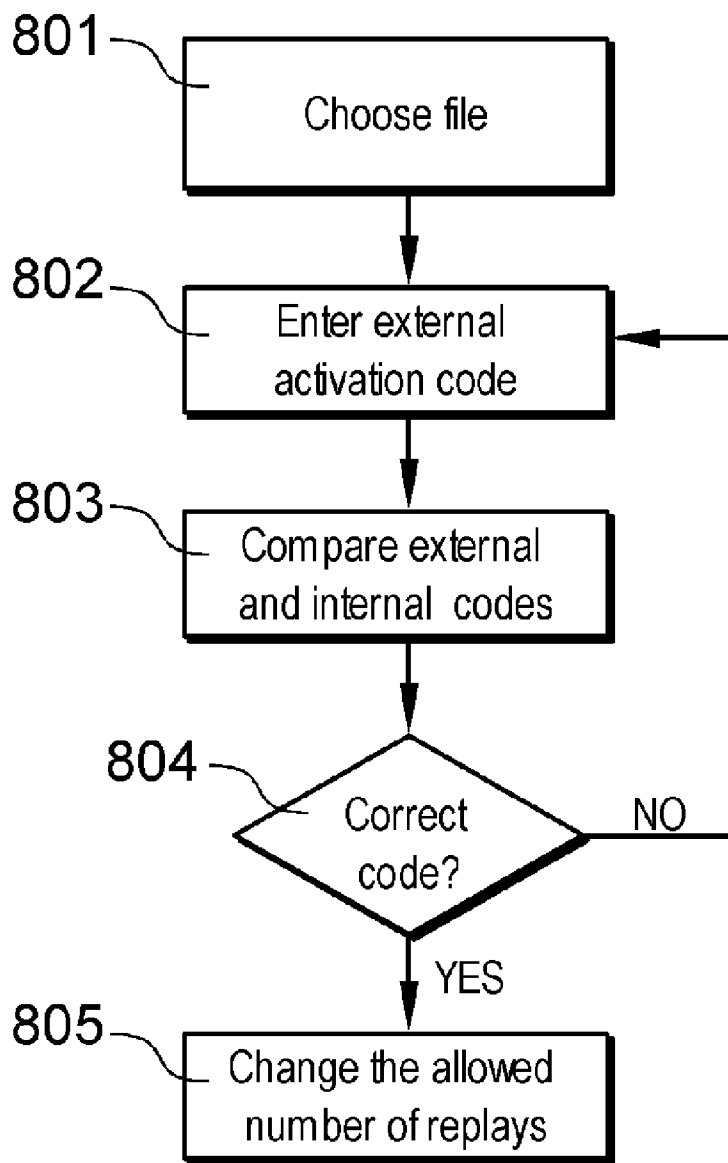 801
Choose file
802
Enter external
activation code
803
Compare external
and internal codes
804
Correct
code?
NO
YES
805
Change the allowed
number of replays